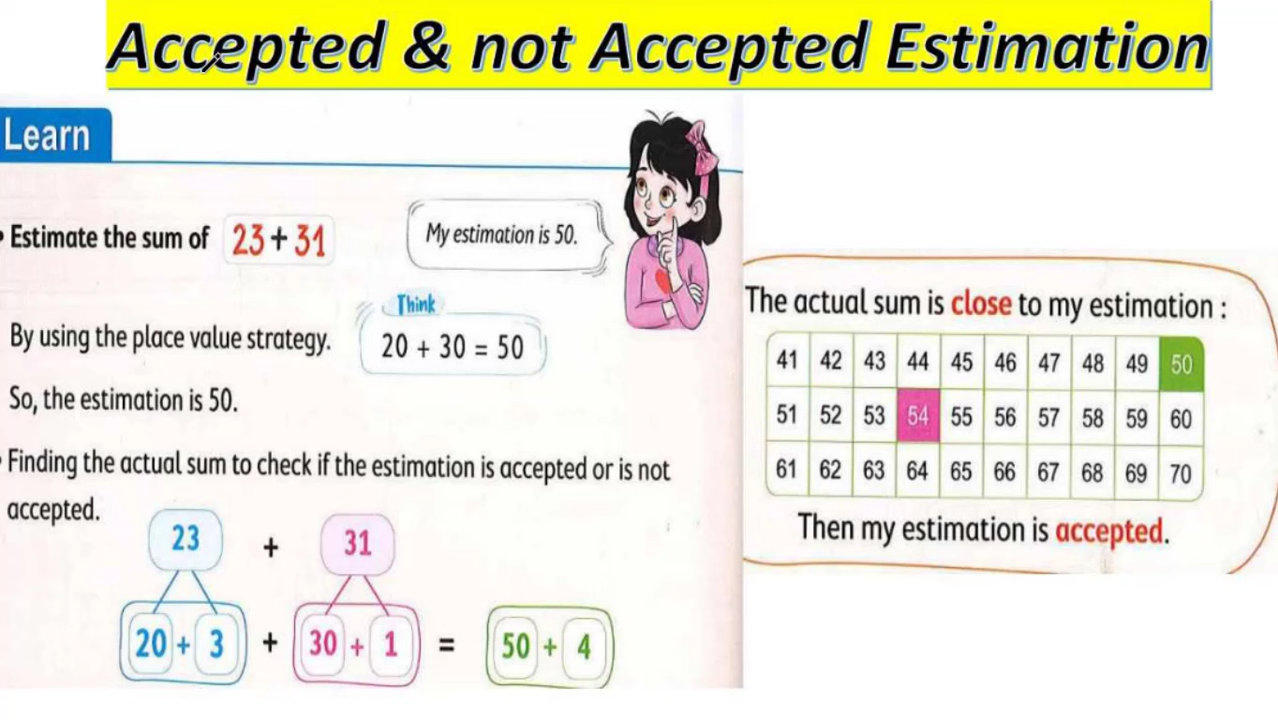 Accepted & not Accepted Estimation
Learn
• Estimate the sum of 23 + 31
My estimation is 50.
Think
By using the place value strategy. 20 + 30 = 50
So, the estimation is 50.
• Finding the actual sum to check if the estimation is accepted or is not
accepted.
23 + 31
20 + 3 + 30 + 1 = 50 + 4
The actual sum is close to my estimation :
41 42 43 44 45 46 47 48 49 50
51 52 53 54 55 56 57 58 59 60
61 62 63 64 65 66 67 68 69 70
Then my estimation is accepted.